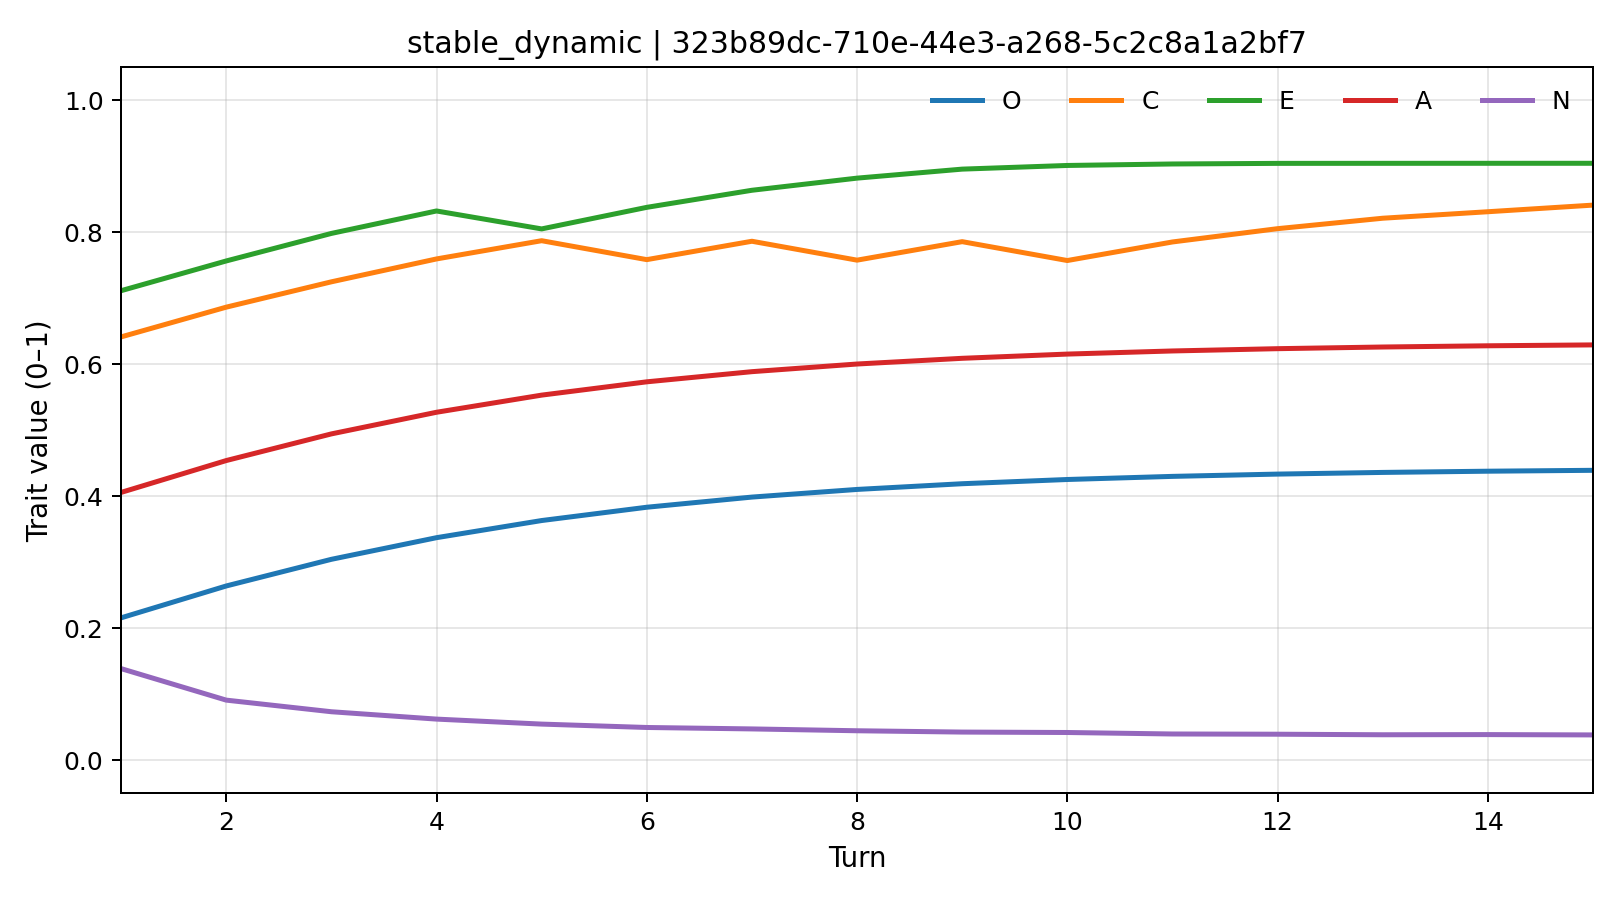 stable_dynamic | 323b89dc-710e-44e3-a268-5c2c8a1a2bf7
O C E A N
1.0
0.8
0.6
0.4
0.2
0.0
Trait value (0–1)
2 4 6 8 10 12 14
Turn